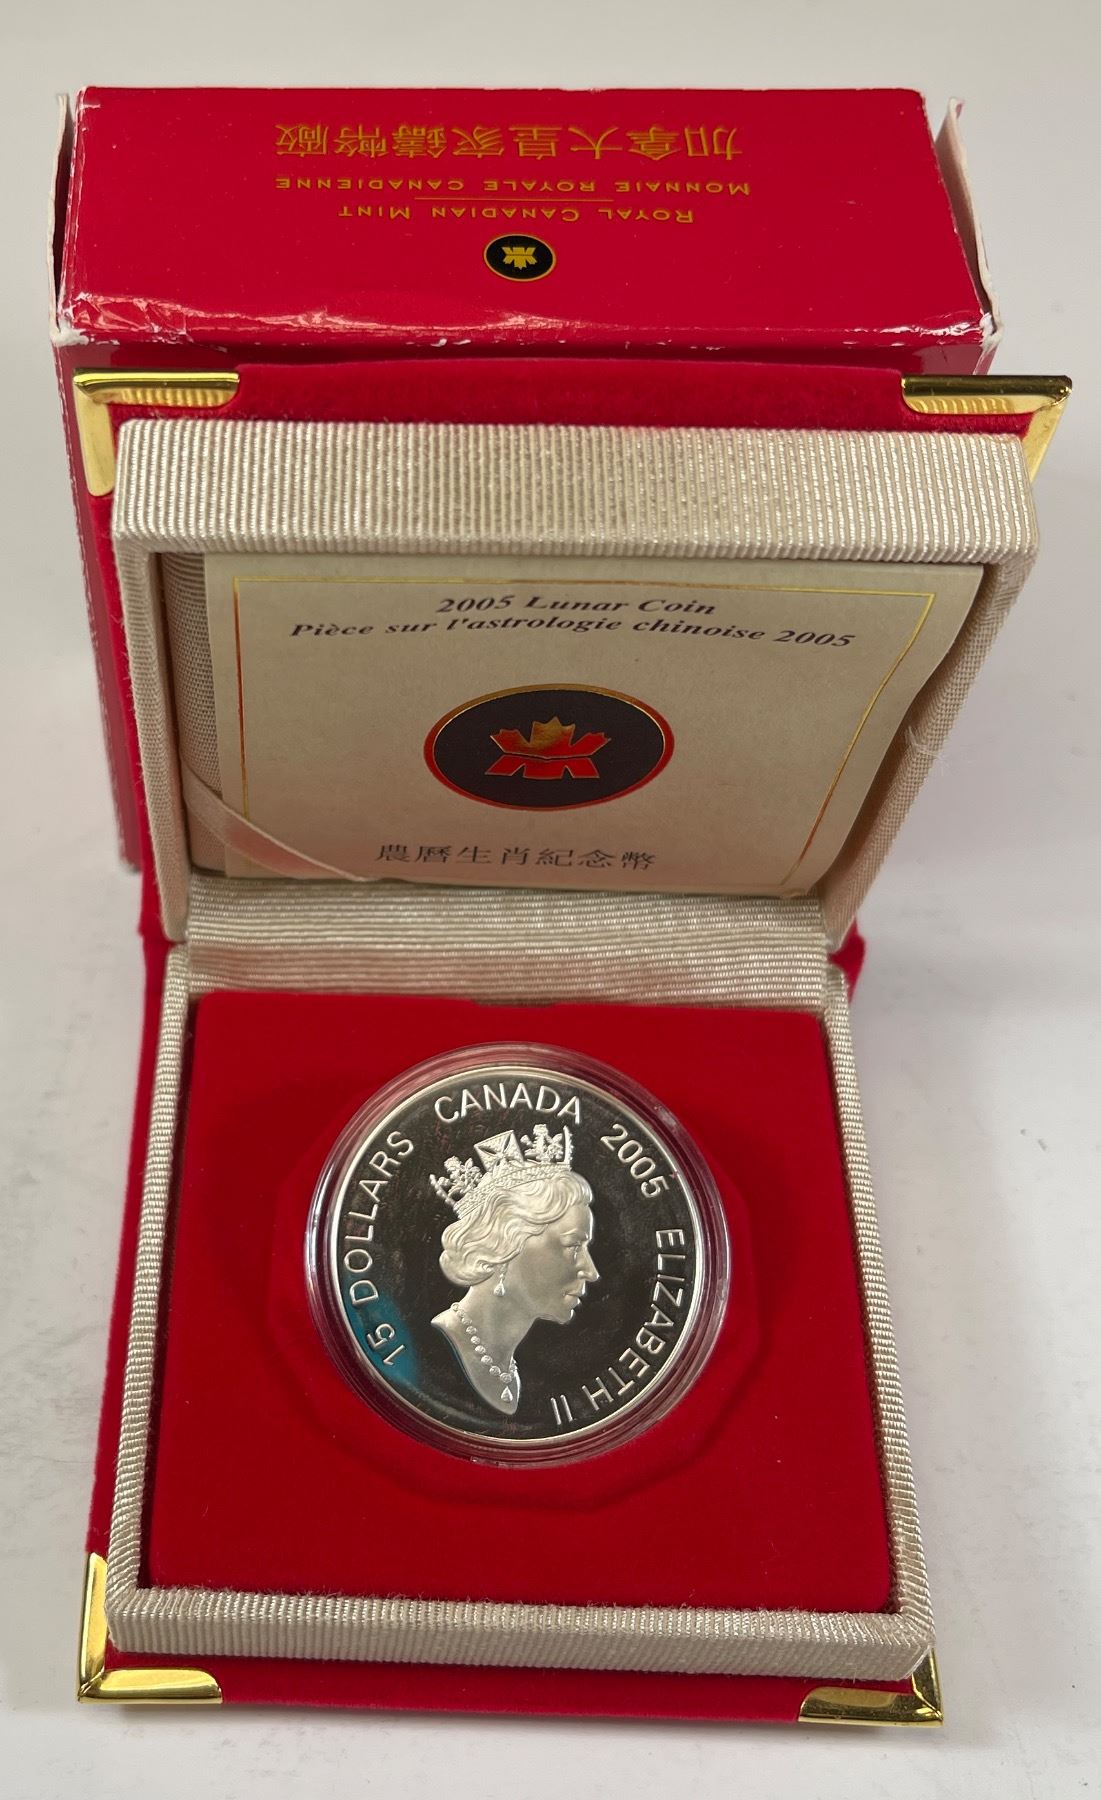 加拿大皇家鑄幣廠
MONNAIE ROYALE CANADIENNE
ROYAL CANADIAN MINT
2005 Lunar Coin
Pièce sur l'astrologie chinoise 2005
農曆生肖紀念幣
15 DOLLARS CANADA 2005 ELIZABETH II